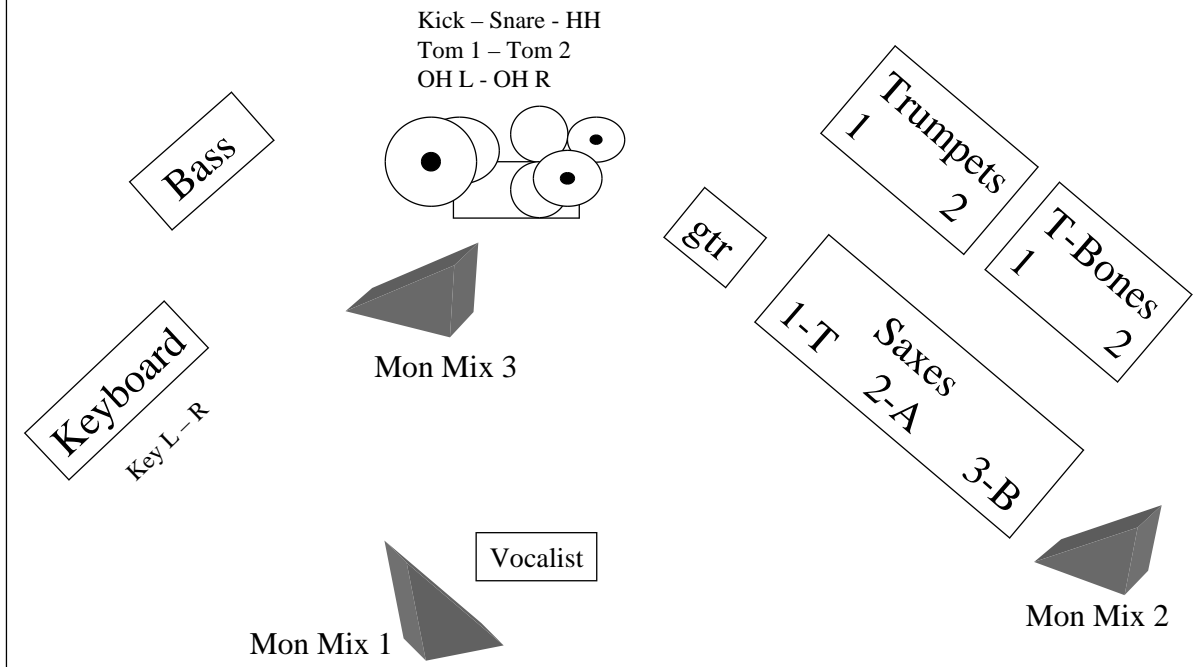 Kick – Snare - HH
Tom 1 – Tom 2
OH L - OH R
Bass
Trumpets
1
2
T-Bones
1
2
gtr
Saxes
1-T
2-A
3-B
Mon Mix 3
Keyboard
Key L – R
Vocalist
Mon Mix 1
Mon Mix 2